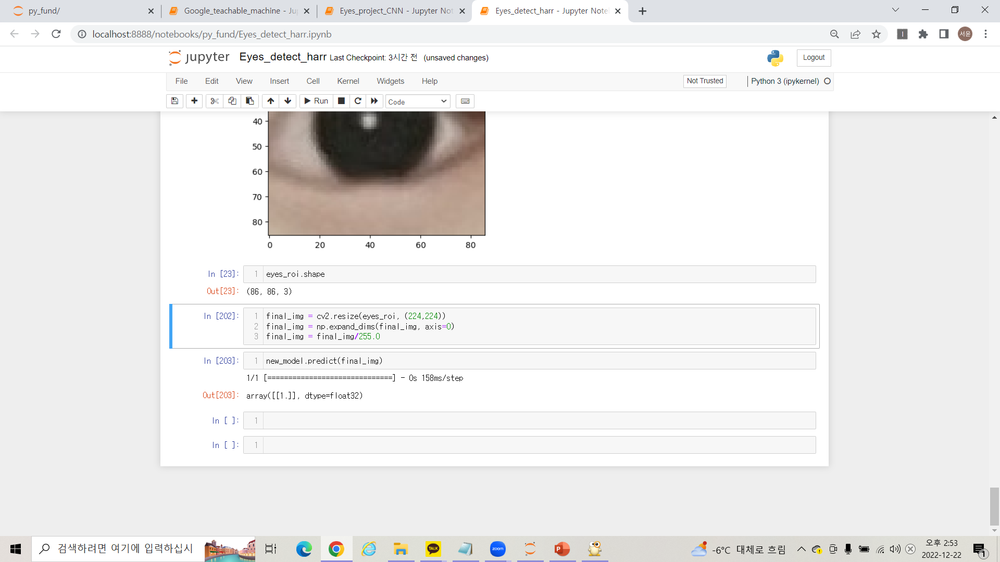 py_fund/
Google_teachable_machine - Ju
Eyes_project_CNN - Jupyter Not
Eyes_detect_harr - Jupyter Note
localhost:8888/notebooks/py_fund/Eyes_detect_harr.ipynb
서윤
jupyter Eyes_detect_harr Last Checkpoint: 3시간 전 (unsaved changes)
Logout
File Edit View Insert Cell Kernel Widgets Help
Not Trusted
Python 3 (ipykernel)
Run
Code
40
50
60
70
80
0 20 40 60 80
In [23]: 1 eyes_roi.shape
Out[23]: (86, 86, 3)
In [202]: 1 final_img = cv2.resize(eyes_roi, (224,224))
2 final_img = np.expand_dims(final_img, axis=0)
3 final_img = final_img/255.0
In [203]: 1 new_model.predict(final_img)
1/1 [==============================] - 0s 158ms/step
Out[203]: array([[1.]], dtype=float32)
In [ ]: 1
In [ ]: 1
검색하려면 여기에 입력하십시
TALK
zoom
P
-6°C 대체로 흐림
오후 2:53
2022-12-22
1